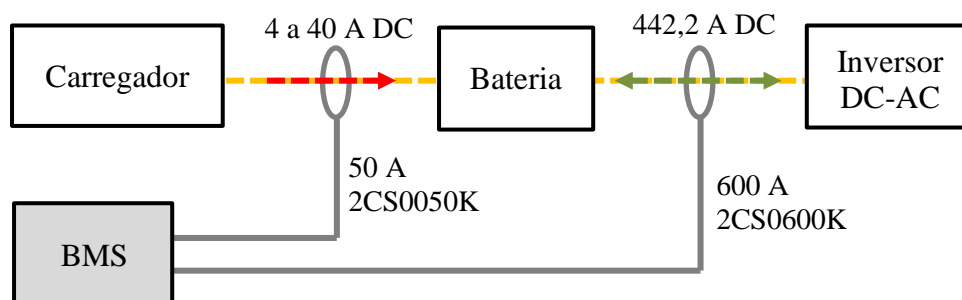 4 a 40 A DC
442,2 A DC
Carregador
Bateria
Inversor
DC-AC
50 A
2CS0050K
600 A
2CS0600K
BMS